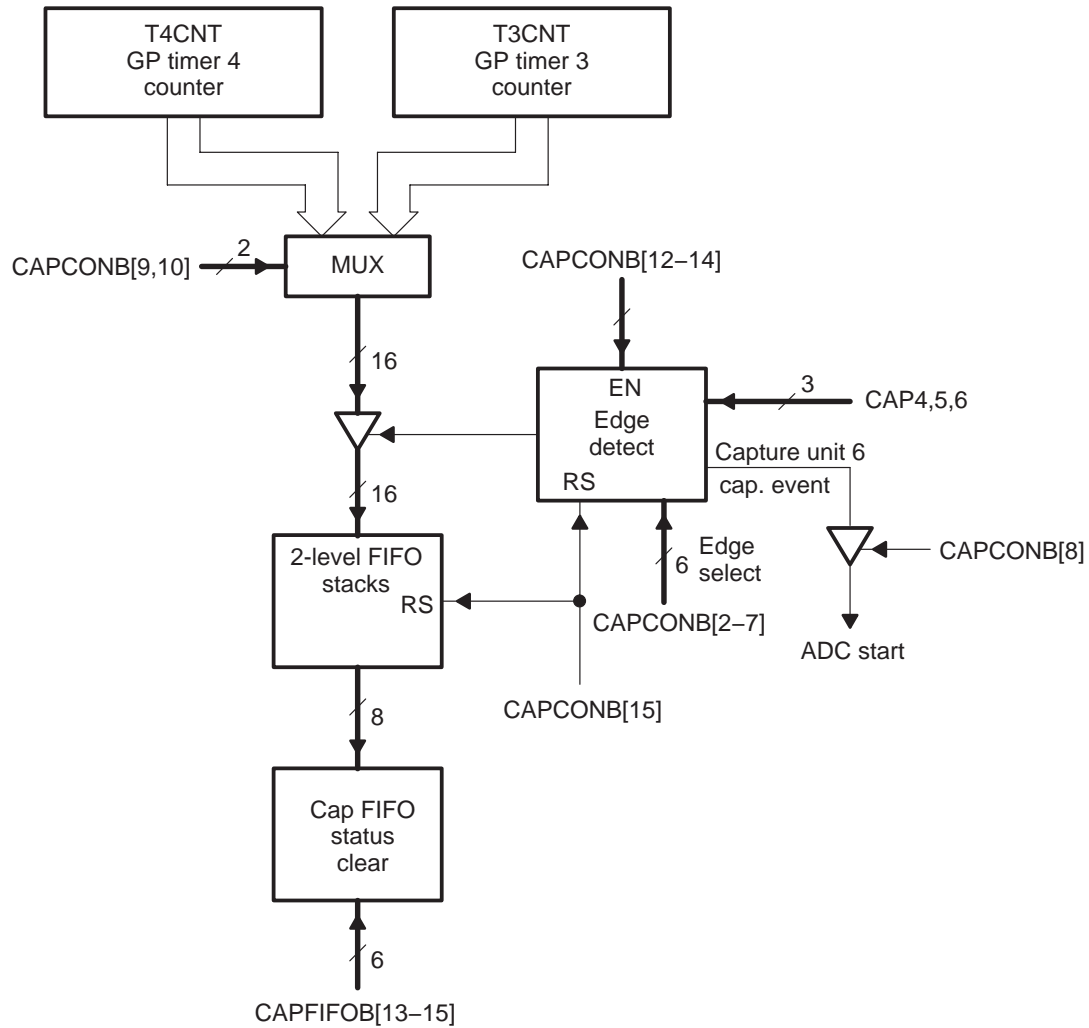 T4CNT
GP timer 4
counter
T3CNT
GP timer 3
counter
CAPCONB[9,10]
2
MUX
CAPCONB[12–14]
16
EN
Edge
detect
RS
3
CAP4,5,6
Capture unit 6
cap. event
16
CAPCONB[8]
2-level FIFO
stacks
RS
6
Edge
select
CAPCONB[2–7]
ADC start
CAPCONB[15]
8
Cap FIFO
status
clear
6
CAPFIFOB[13–15]